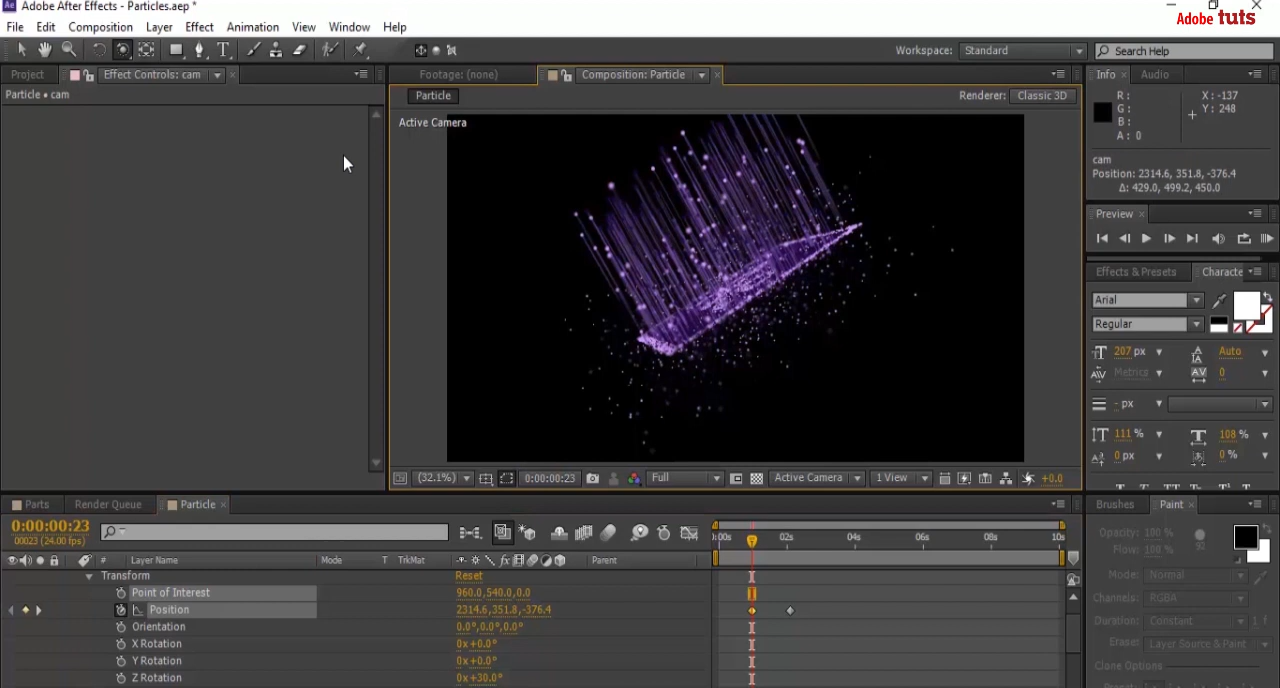 Adobe After Effects - Particles.aep *
Adobe tuts
File Edit Composition Layer Effect Animation View Window Help
Workspace: Standard Search Help
Project Effect Controls: cam Footage: (none) Composition: Particle Info Audio
Particle • cam
Particle
Renderer: Classic 3D
Active Camera
R :
G :
B :
A : 0
X : -137
Y : 248
cam
Position: 2314.6, 351.8, -376.4
Δ: 429.0, 499.2, 450.0
Preview
Effects & Presets Characte
Arial
Regular
207 px Auto
Metrics 0
- px
111 % 108 %
0 px 0 %
(32.1%) 0:00:00:23 Full Active Camera 1 View +0.0
Parts Render Queue Particle
0:00:00:23
00023 (24.00 fps)
# Layer Name Mode T TrkMat Parent
:00s 02s 04s 06s 08s 10s
Transform Reset
Point of Interest 960.0,540.0,0.0
Position 2314.6,351.8,-376.4
Orientation 0.0°,0.0°,0.0°
X Rotation 0x+0.0°
Y Rotation 0x+0.0°
Z Rotation 0x+30.0°
Brushes Paint
Opacity: 100 %
Flow: 100 %
92
Mode: Normal
Channels: RGBA
Duration: Constant 1 f
Erase: Layer Source & Paint
Clone Options